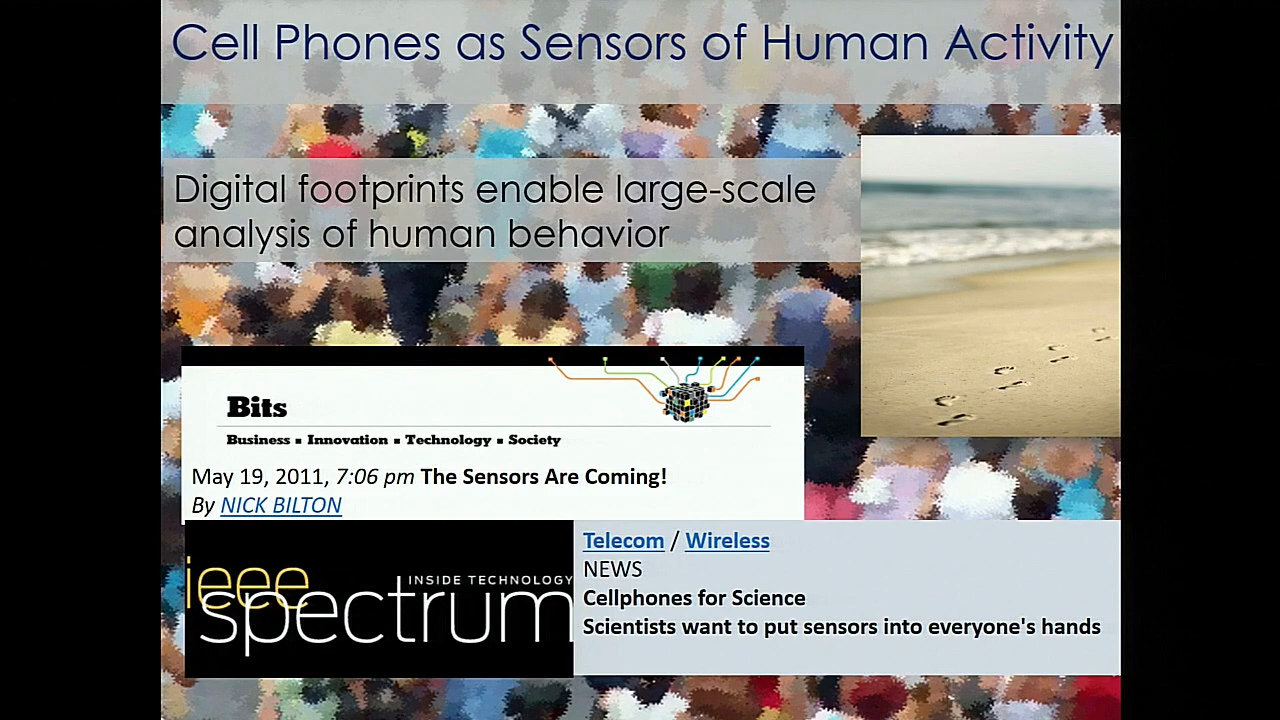 Cell Phones as Sensors of Human Activity
Digital footprints enable large-scale
analysis of human behavior
Bits
Business ▪ Innovation ▪ Technology ▪ Society
May 19, 2011, 7:06 pm The Sensors Are Coming!
By NICK BILTON
ieee
INSIDE TECHNOLOGY
spectrum
Telecom / Wireless
NEWS
Cellphones for Science
Scientists want to put sensors into everyone's hands